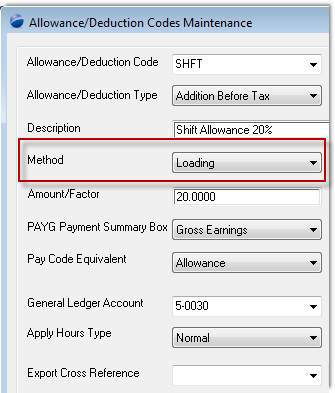 Allowance/Deduction Codes Maintenance
Allowance/Deduction Code SHFT
Allowance/Deduction Type Addition Before Tax
Description Shift Allowance 20%
Method Loading
Amount/Factor 20.0000
PAYG Payment Summary Box Gross Earnings
Pay Code Equivalent Allowance
General Ledger Account 5-0030
Apply Hours Type Normal
Export Cross Reference